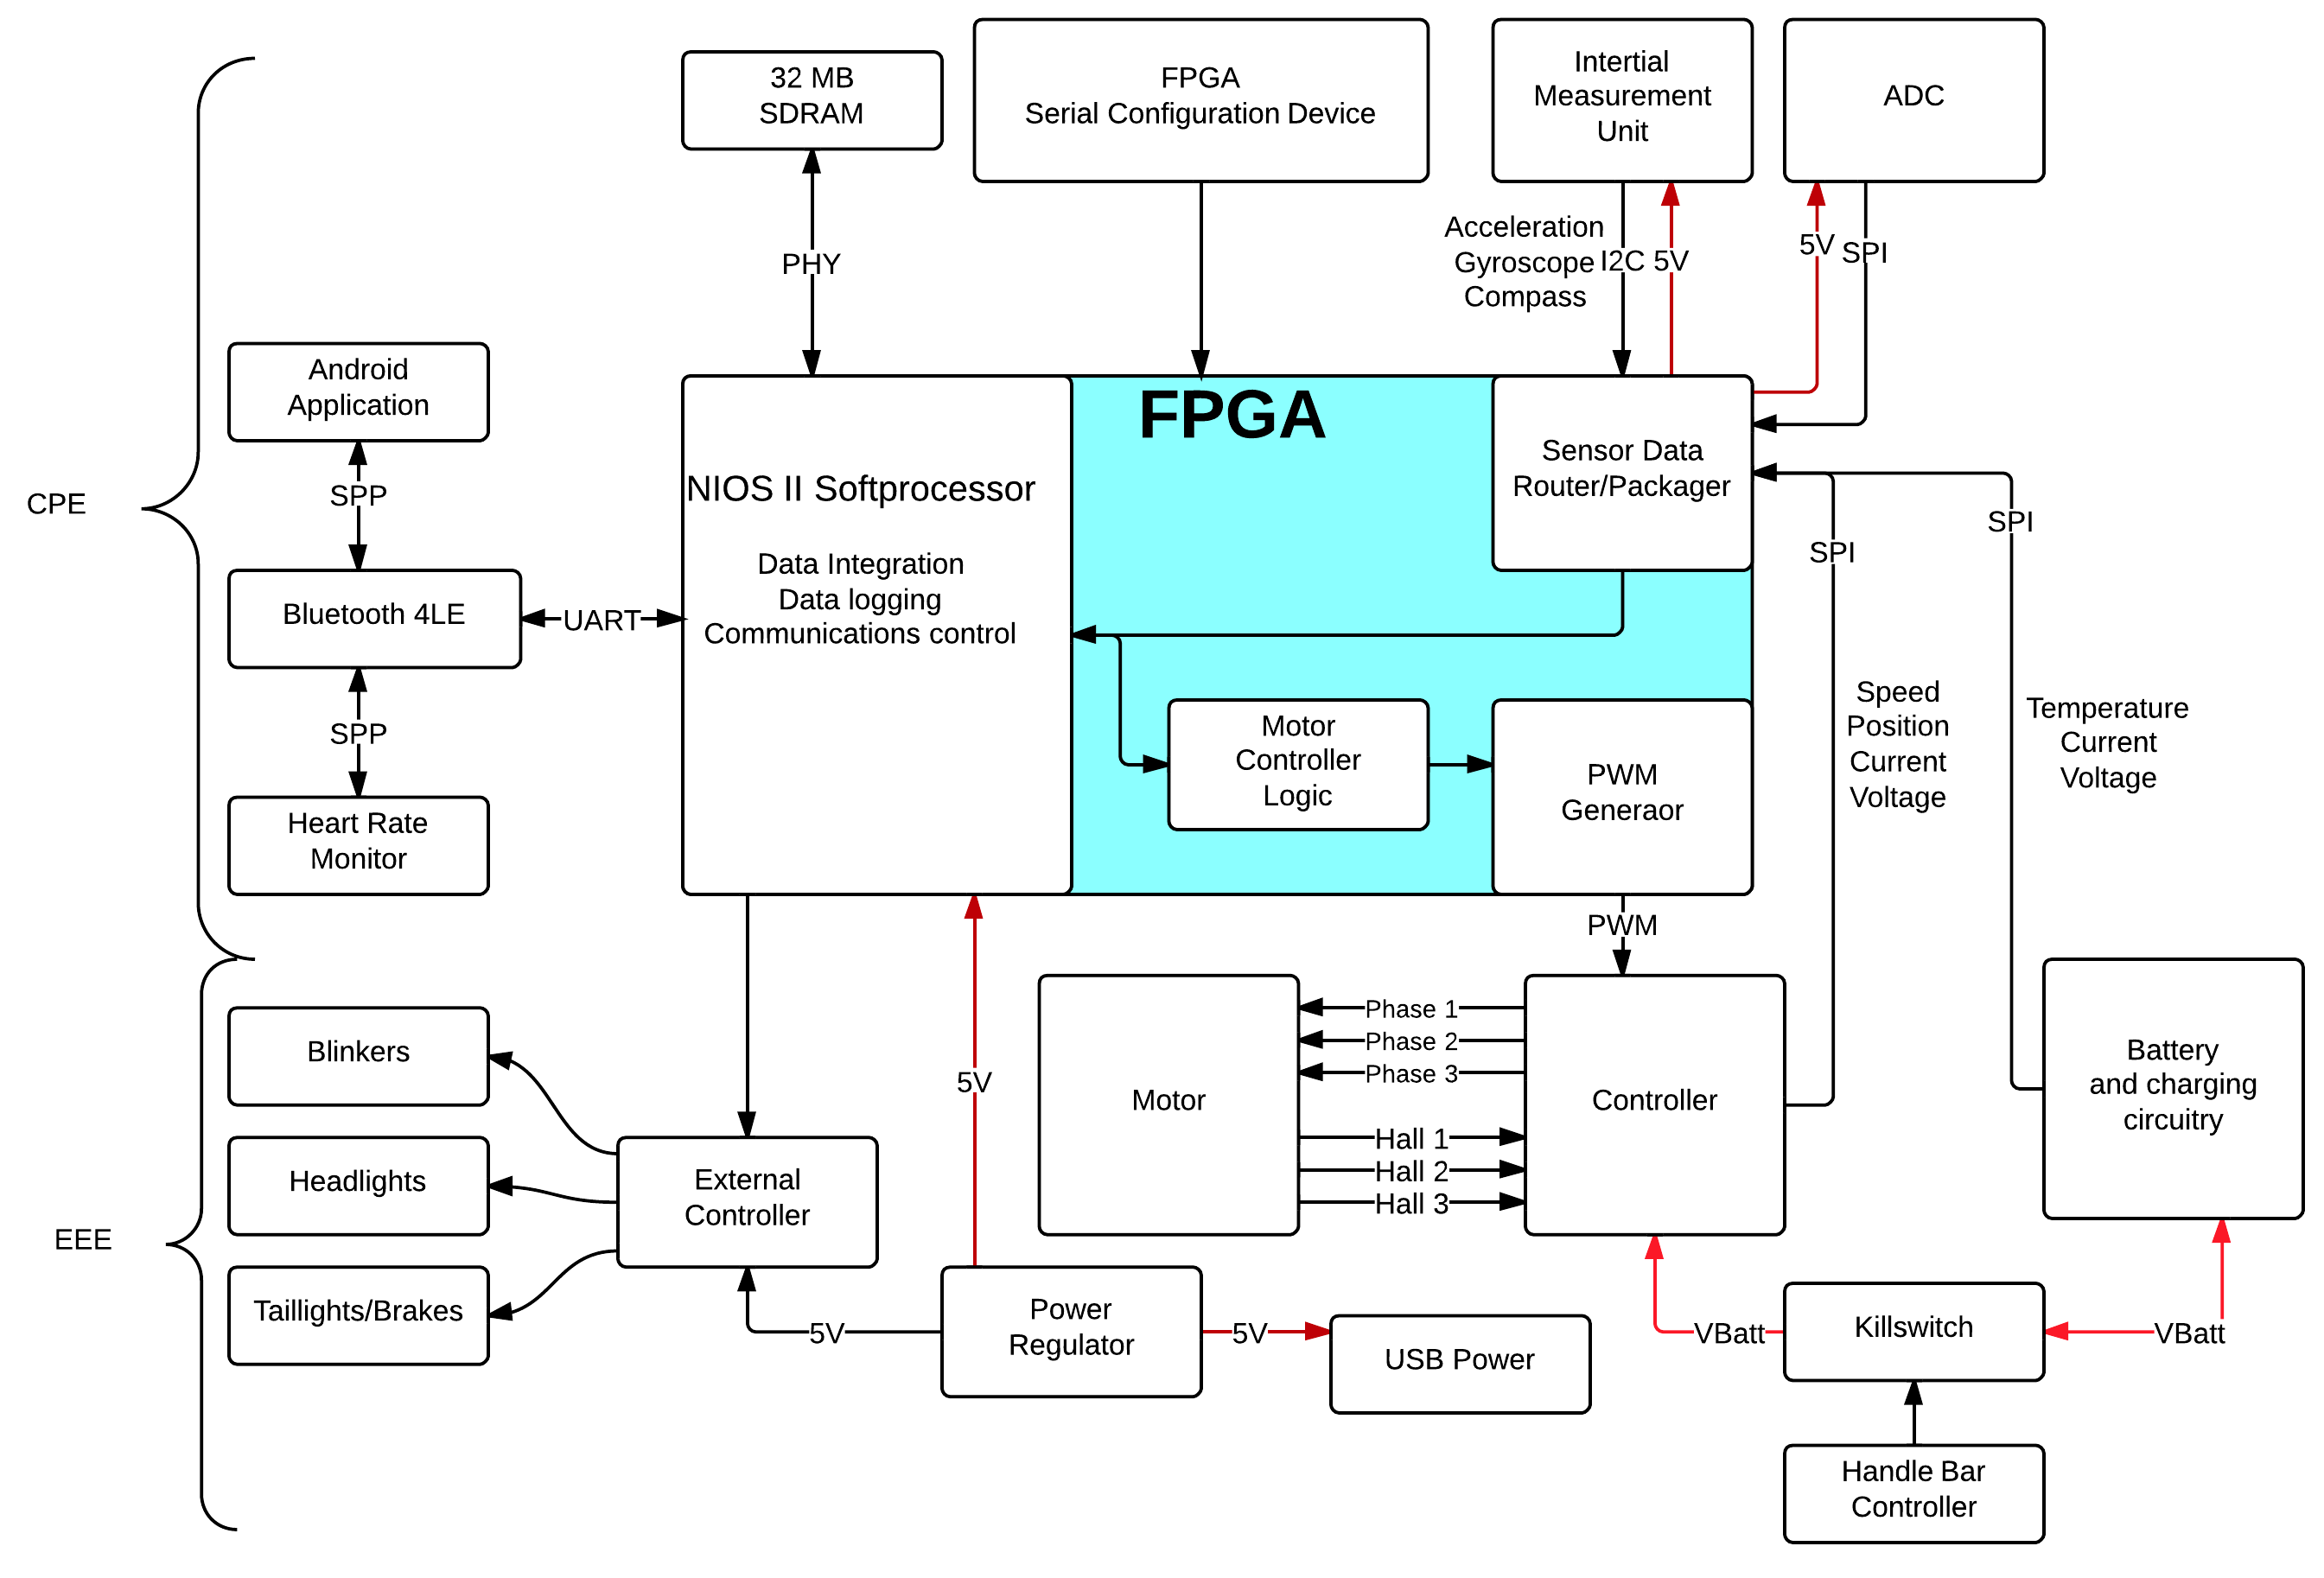 32 MB
SDRAM
FPGA
Serial Configuration Device
Intertial
Measurement
Unit
ADC
PHY
Acceleration
Gyroscope
Compass
I2C
5V
5V
SPI
CPE
Android
Application
SPP
Bluetooth 4LE
UART
SPP
Heart Rate
Monitor
FPGA
NIOS II Softprocessor
Data Integration
Data logging
Communications control
Sensor Data
Router/Packager
Motor
Controller
Logic
PWM
Generaor
SPI
SPI
Speed
Position
Current
Voltage
Temperature
Current
Voltage
PWM
EEE
Blinkers
Headlights
Taillights/Brakes
External
Controller
5V
Motor
Phase 1
Phase 2
Phase 3
Hall 1
Hall 2
Hall 3
Controller
Battery
and charging
circuitry
5V
Power
Regulator
5V
USB Power
VBatt
Killswitch
VBatt
Handle Bar
Controller